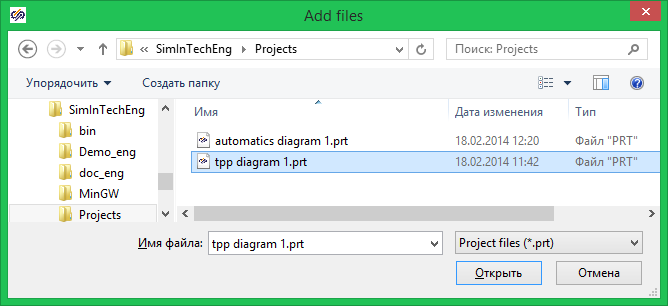 Add files
« SimInTechEng Projects
Поиск: Projects
Упорядочить Создать папку
SimInTechEng
bin
Demo_eng
doc_eng
MinGW
Projects
Имя Дата изменения Тип
automatics diagram 1.prt 18.02.2014 12:20 Файл "PRT"
tpp diagram 1.prt 18.02.2014 11:42 Файл "PRT"
Имя файла: tpp diagram 1.prt Project files (*.prt)
Открыть Отмена